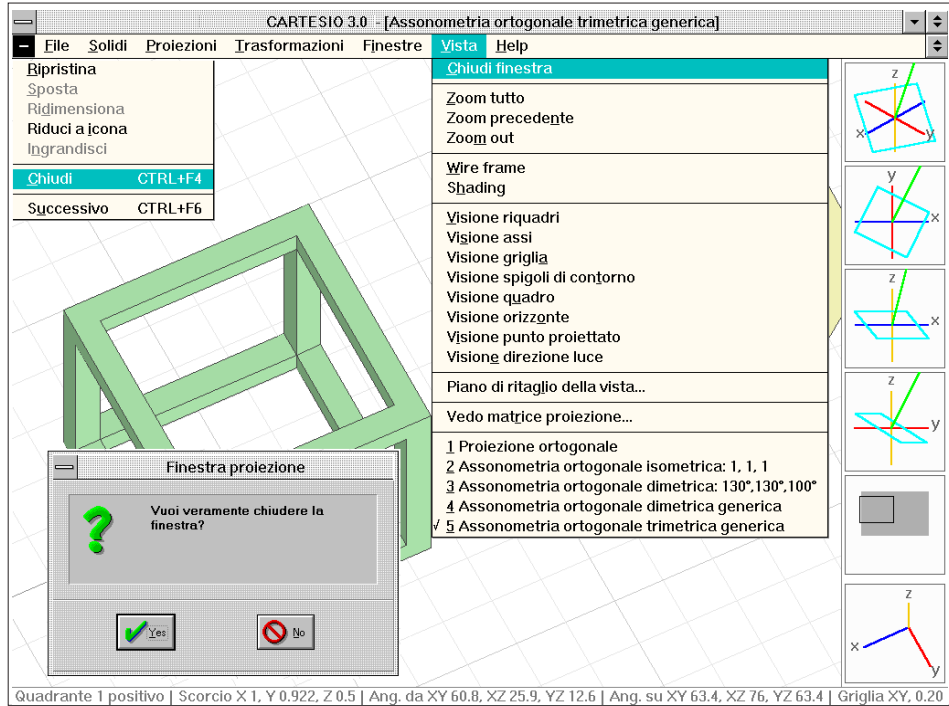 CARTESIO 3.0 - [Assonometria ortogonale trimetrica generica]
File Solidi Proiezioni Trasformazioni Finestre Vista Help
Ripristina
Sposta
Ridimensiona
Riduci a icona
Ingrandisci
Chiudi CTRL+F4
Successivo CTRL+F6
Chiudi finestra
Zoom tutto
Zoom precedente
Zoom out
Wire frame
Shading
Visione riquadri
Visione assi
Visione griglia
Visione spigoli di contorno
Visione quadro
Visione orizzonte
Visione punto proiettato
Visione direzione luce
Piano di ritaglio della vista...
Vedo matrice proiezione...
1 Proiezione ortogonale
2 Assonometria ortogonale isometrica: 1, 1, 1
3 Assonometria ortogonale dimetrica: 130°,130°,100°
4 Assonometria ortogonale dimetrica generica
√ 5 Assonometria ortogonale trimetrica generica
z
x y
y
x
z
x
z
y
z
x
y
Finestra proiezione
Vuoi veramente chiudere la
finestra?
Yes No
Quadrante 1 positivo | Scorcio X 1, Y 0.922, Z 0.5 | Ang. da XY 60.8, XZ 25.9, YZ 12.6 | Ang. su XY 63.4, XZ 76, YZ 63.4 | Griglia XY, 0.20